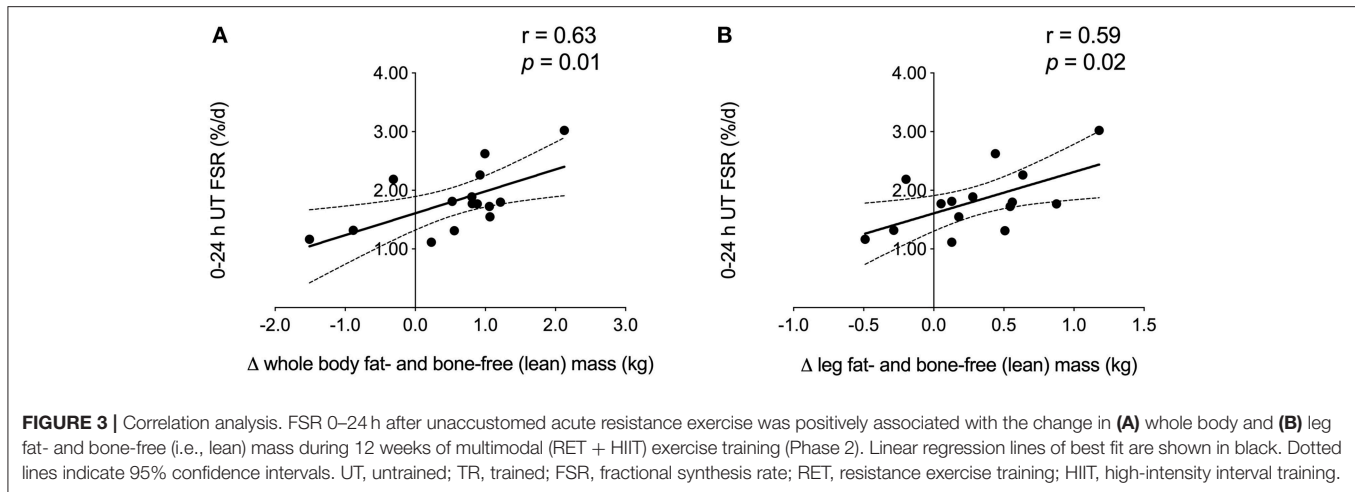 A
r = 0.63
p = 0.01
4.00
3.00
2.00
1.00
-2.0 0.0 1.0 2.0 3.0
0-24 h UT FSR (%/d)
Δ whole body fat- and bone-free (lean) mass (kg)
B
r = 0.59
p = 0.02
4.00
3.00
2.00
1.00
-1.0 -0.5 0.0 0.5 1.0 1.5
0-24 h UT FSR (%/d)
Δ leg fat- and bone-free (lean) mass (kg)
FIGURE 3 | Correlation analysis. FSR 0–24 h after unaccustomed acute resistance exercise was positively associated with the change in (A) whole body and (B) leg
fat- and bone-free (i.e., lean) mass during 12 weeks of multimodal (RET + HIIT) exercise training (Phase 2). Linear regression lines of best fit are shown in black. Dotted
lines indicate 95% confidence intervals. UT, untrained; TR, trained; FSR, fractional synthesis rate; RET, resistance exercise training; HIIT, high-intensity interval training.